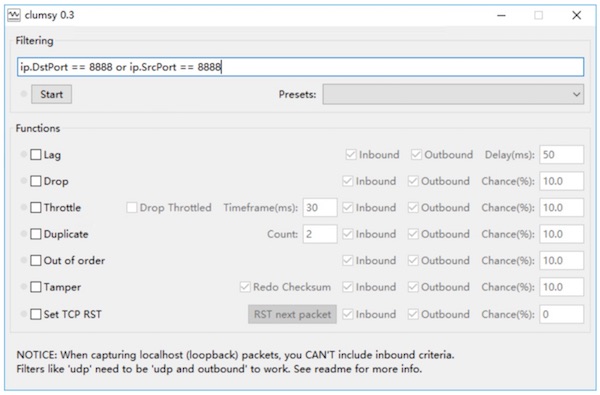 clumsy 0.3
Filtering
ip.DstPort == 8888 or ip.SrcPort == 8888
Start Presets:
Functions
Lag Inbound Outbound Delay(ms): 50
Drop Inbound Outbound Chance(%): 10.0
Throttle Drop Throttled Timeframe(ms): 30 Inbound Outbound Chance(%): 10.0
Duplicate Count: 2 Inbound Outbound Chance(%): 10.0
Out of order Inbound Outbound Chance(%): 10.0
Tamper Redo Checksum Inbound Outbound Chance(%): 10.0
Set TCP RST RST next packet Inbound Outbound Chance(%): 0
NOTICE: When capturing localhost (loopback) packets, you CAN'T include inbound criteria.
Filters like 'udp' need to be 'udp and outbound' to work. See readme for more info.